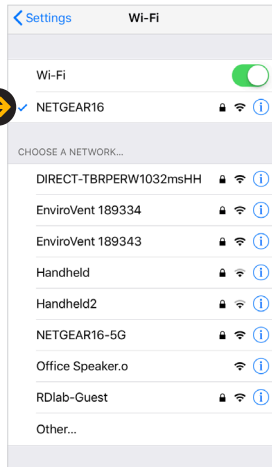 Settings Wi-Fi
Wi-Fi
NETGEAR16
CHOOSE A NETWORK...
DIRECT-TBRPERW1032msHH
EnviroVent 189334
EnviroVent 189343
Handheld
Handheld2
NETGEAR16-5G
Office Speaker.o
RDlab-Guest
Other...